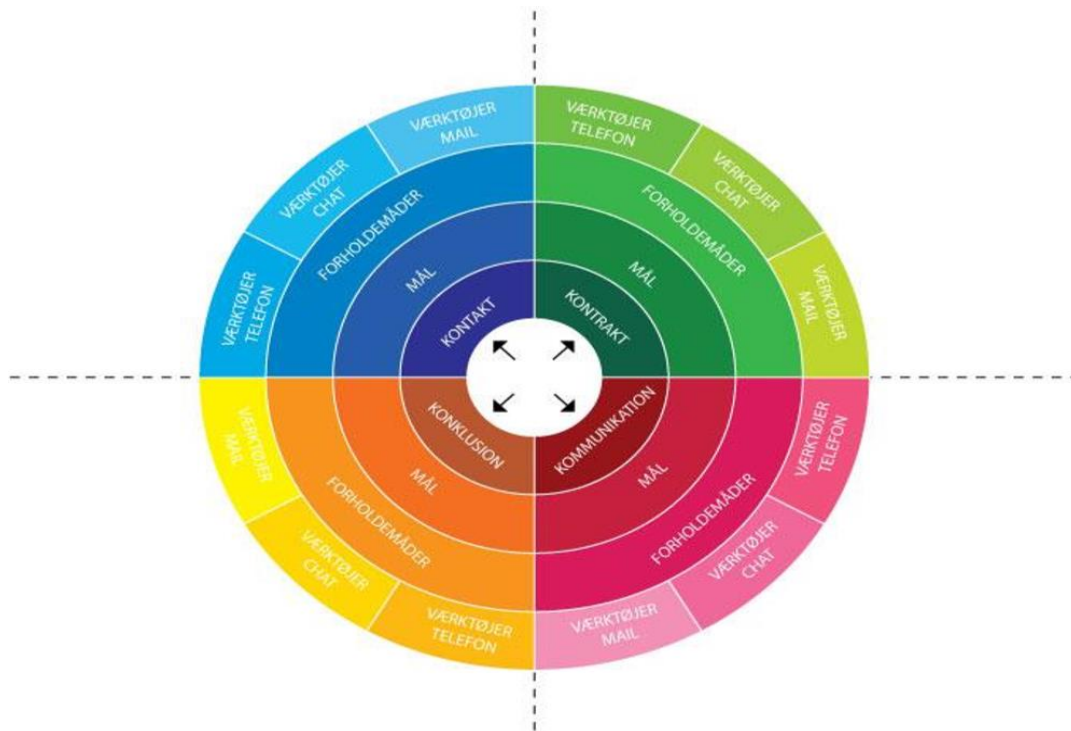 VÆRKTØJER
MAIL
VÆRKTØJER
CHAT
VÆRKTØJER
TELEFON
FORHOLDEMÅDER
MÅL
KONTAKT
VÆRKTØJER
TELEFON
VÆRKTØJER
CHAT
VÆRKTØJER
MAIL
FORHOLDEMÅDER
MÅL
KONTRAKT
VÆRKTØJER
MAIL
VÆRKTØJER
CHAT
VÆRKTØJER
TELEFON
FORHOLDEMÅDER
MÅL
KONKLUSION
KOMMUNIKATION
MÅL
FORHOLDEMÅDER
VÆRKTØJER
TELEFON
VÆRKTØJER
CHAT
VÆRKTØJER
MAIL